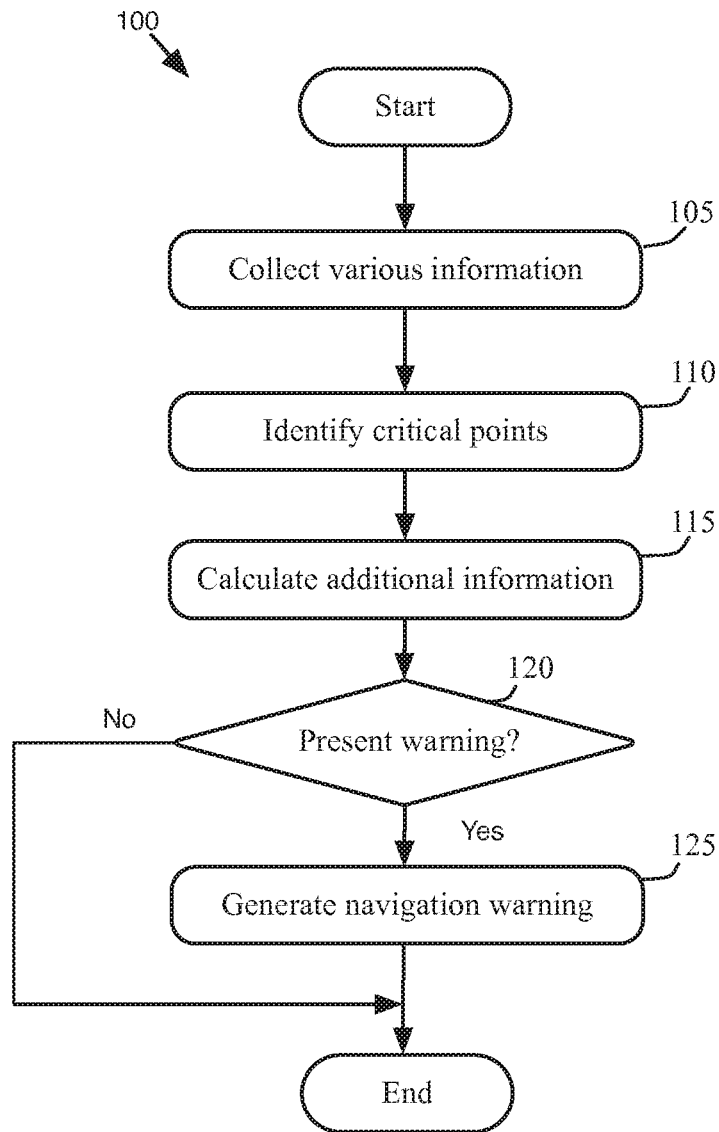 100
Start
105
Collect various information
110
Identify critical points
115
Calculate additional information
120
No
Present warning?
Yes
125
Generate navigation warning
End